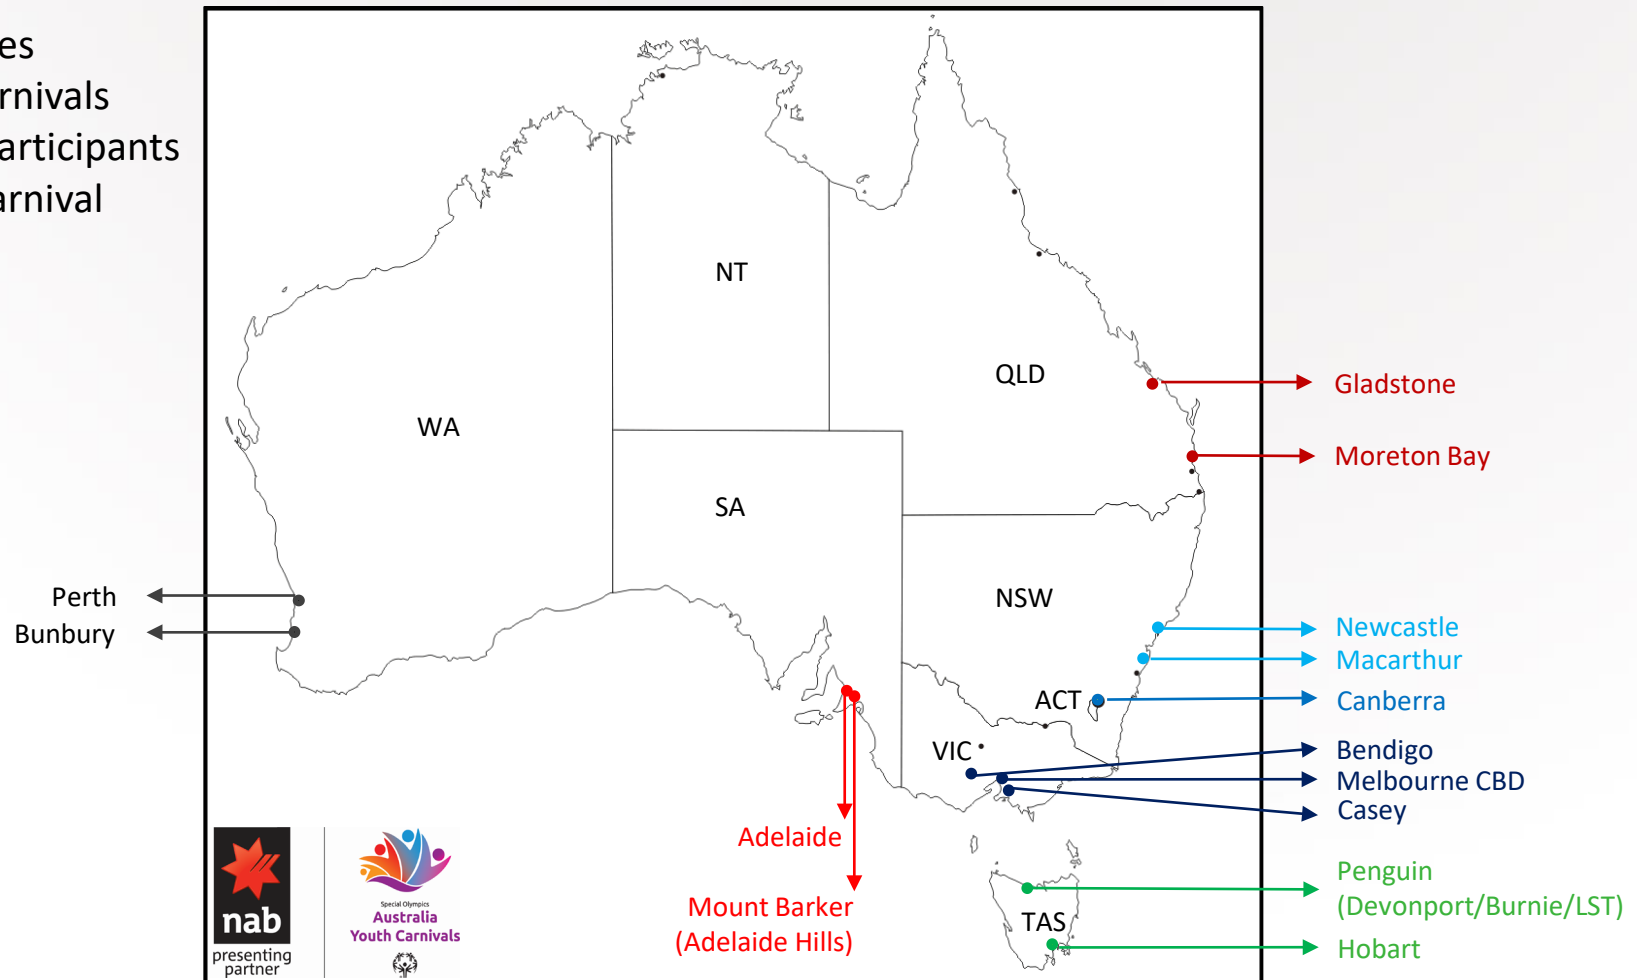 es
rnivals
articipants
arnival
NT
QLD
WA
SA
NSW
ACT
VIC
TAS
Gladstone
Moreton Bay
Perth
Bunbury
Newcastle
Macarthur
Canberra
Bendigo
Melbourne CBD
Casey
Adelaide
Mount Barker
(Adelaide Hills)
Penguin
(Devonport/Burnie/LST)
Hobart
nab
presenting
partner
Special Olympics
Australia
Youth Carnivals